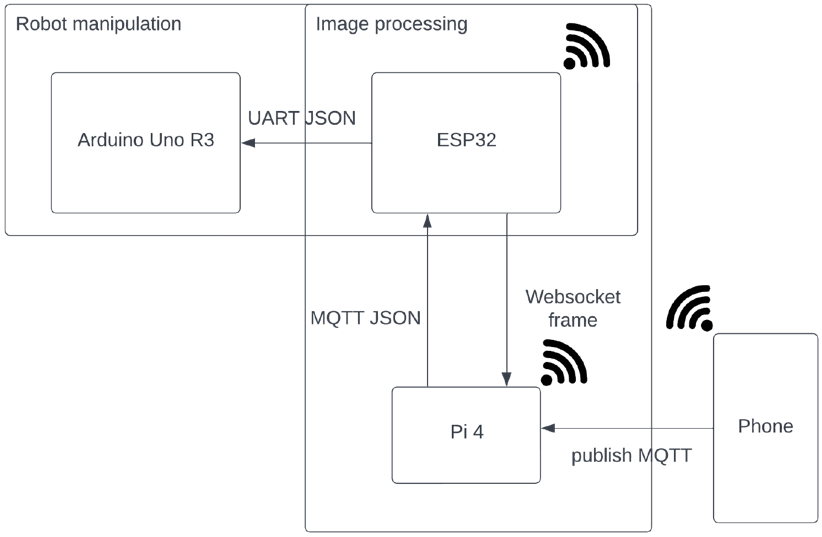 Robot manipulation
Image processing
Arduino Uno R3
UART JSON
ESP32
MQTT JSON
Websocket
frame
Pi 4
publish MQTT
Phone